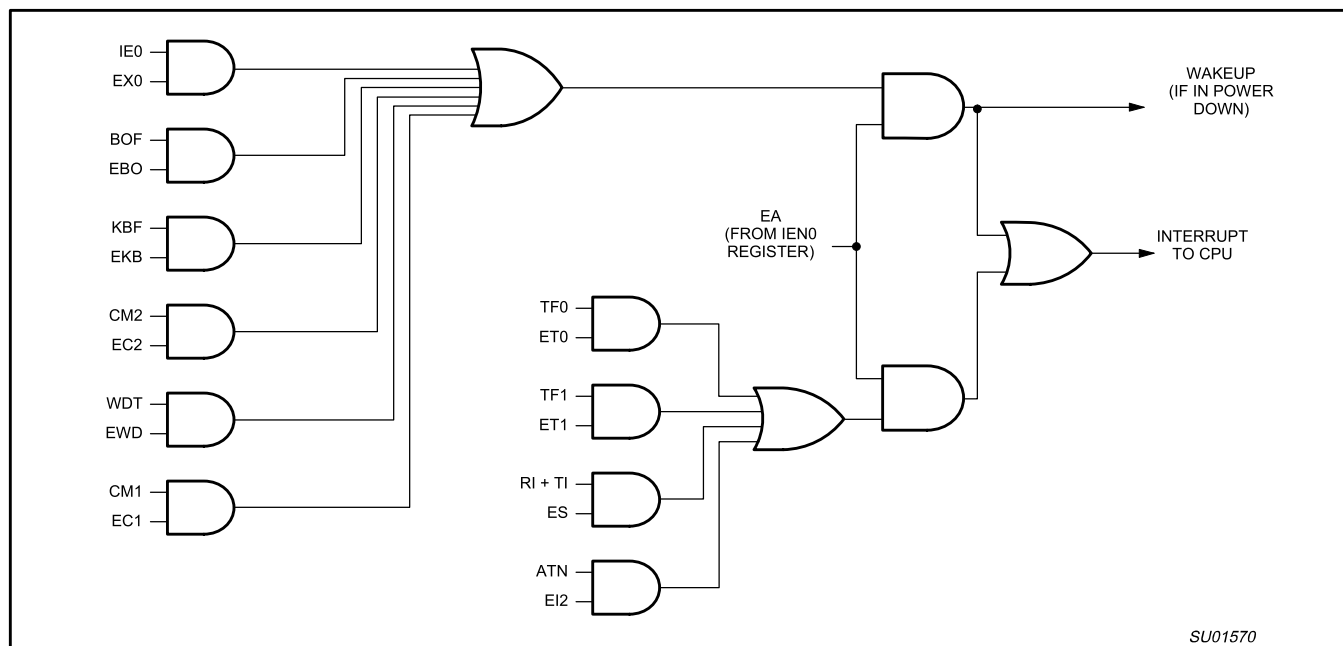 IE0
EX0
BOF
EBO
KBF
EKB
CM2
EC2
WDT
EWD
CM1
EC1
EA
(FROM IEN0
REGISTER)
TF0
ET0
TF1
ET1
RI + TI
ES
ATN
EI2
WAKEUP
(IF IN POWER
DOWN)
INTERRUPT
TO CPU
SU01570